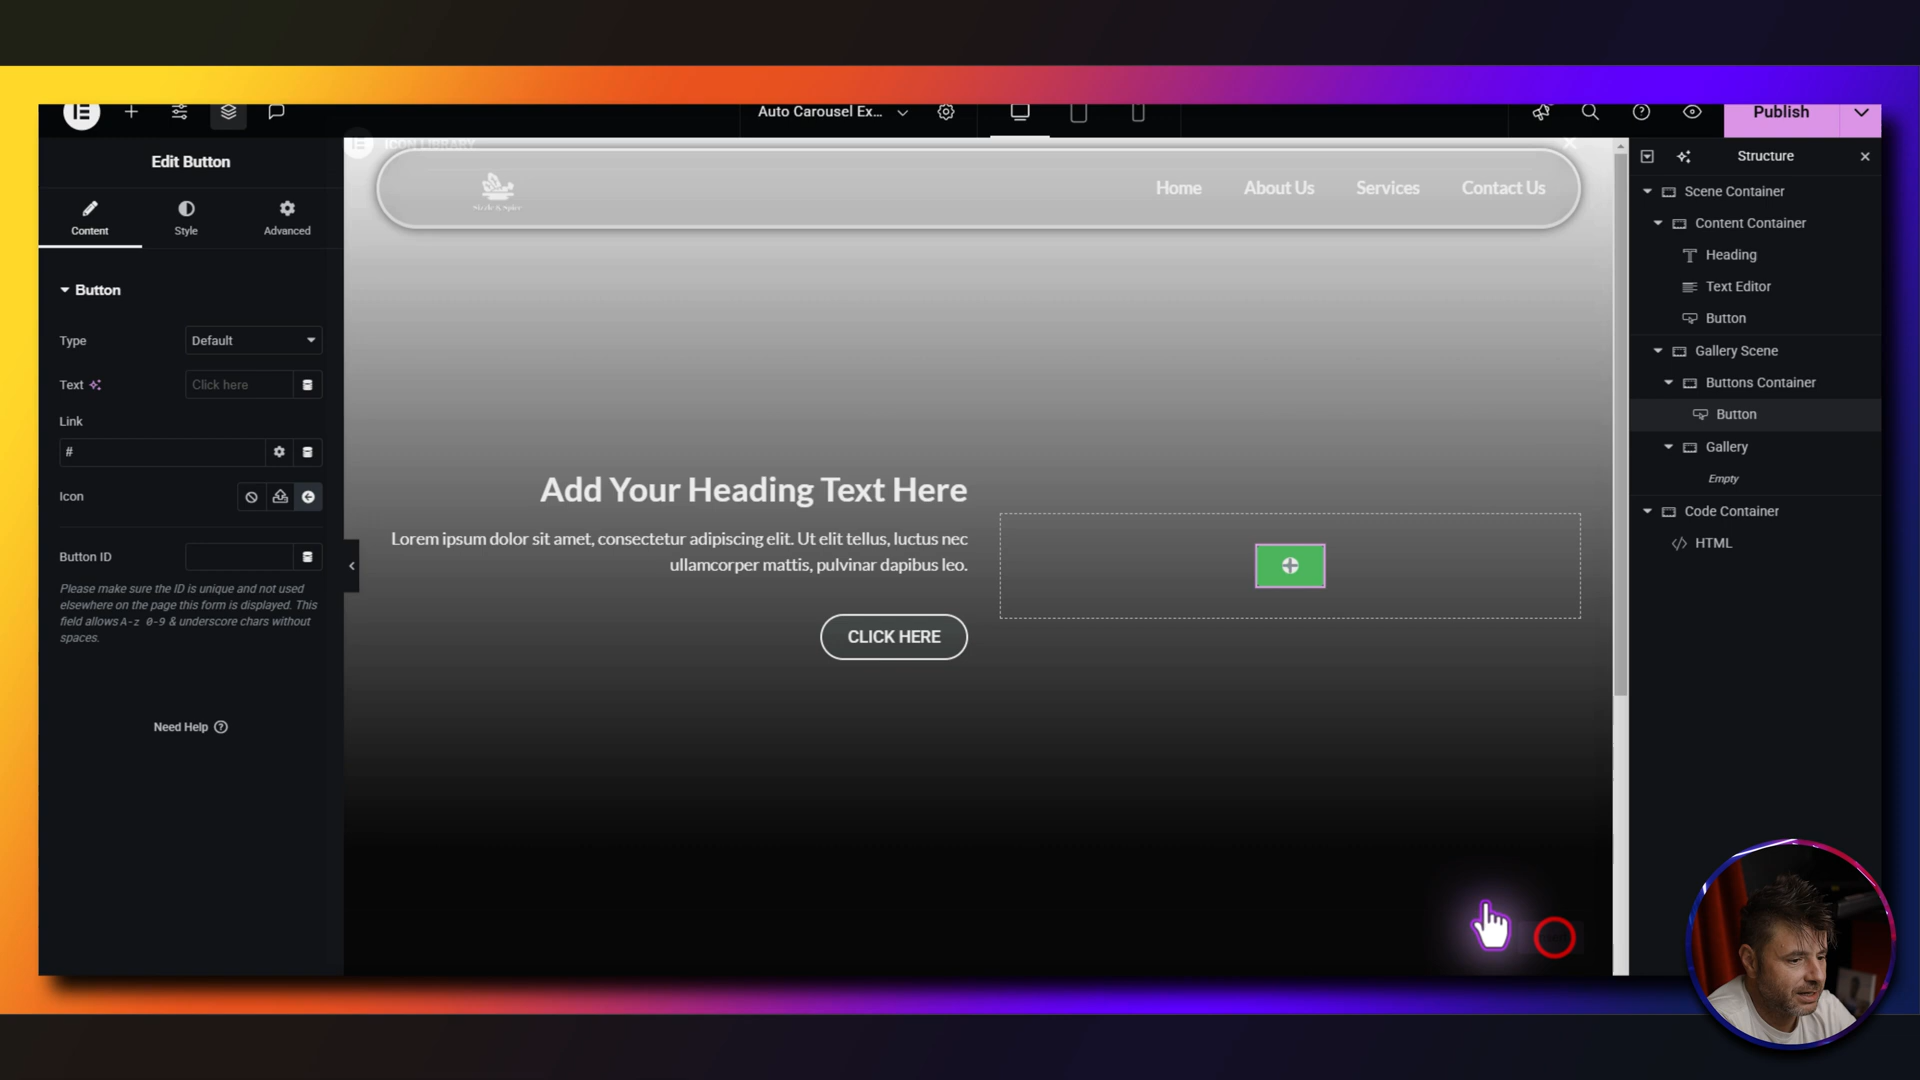 Auto Carousel Ex...
Publish
Edit Button
ICON LIBRARY
Structure
Content
Style
Advanced
Home
About Us
Services
Contact Us
Button
Type
Default
Text
Click here
Link
#
Icon
Button ID
Please make sure the ID is unique and not used
elsewhere on the page this form is displayed. This
field allows A-z 0-9 & underscore chars without
spaces.
Need Help
Add Your Heading Text Here
Lorem ipsum dolor sit amet, consectetur adipiscing elit. Ut elit tellus, luctus nec
ullamcorper mattis, pulvinar dapibus leo.
CLICK HERE
Scene Container
Content Container
Heading
Text Editor
Button
Gallery Scene
Buttons Container
Button
Gallery
Empty
Code Container
HTML